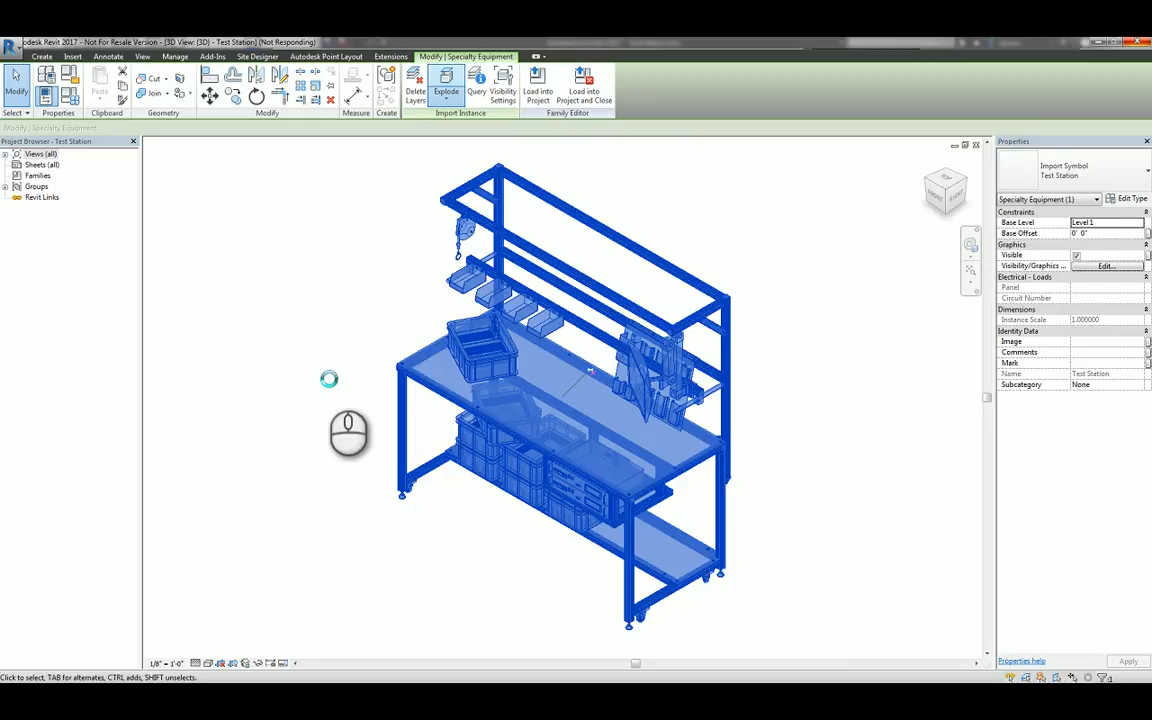 odesk Revit 2017 - Not For Resale Version - [3D View: {3D} - Test Station] (Not Responding)
Create Insert Annotate View Manage Add-Ins Site Designer Autodesk Point Layout Extensions Modify | Specialty Equipment
Modify Paste Cut Join Delete Layers Explode Query Visibility Settings Load into Project Load into Project and Close
Select Properties Clipboard Geometry Modify Measure Create Import Instance Family Editor
Modify | Specialty Equipment
Project Browser - Test Station
Views (all)
Sheets (all)
Families
Groups
Revit Links
TOP
FRONT
RIGHT
Properties
Import Symbol
Test Station
Specialty Equipment (1) Edit Type
Constraints
Base Level Level 1
Base Offset 0' 0"
Graphics
Visible
Visibility/Graphics ... Edit...
Electrical - Loads
Panel
Circuit Number
Dimensions
Instance Scale 1.000000
Identity Data
Image
Comments
Mark
Name Test Station
Subcategory None
Properties help Apply
1/8" = 1'-0"
Click to select, TAB for alternates, CTRL adds, SHIFT unselects.
:1